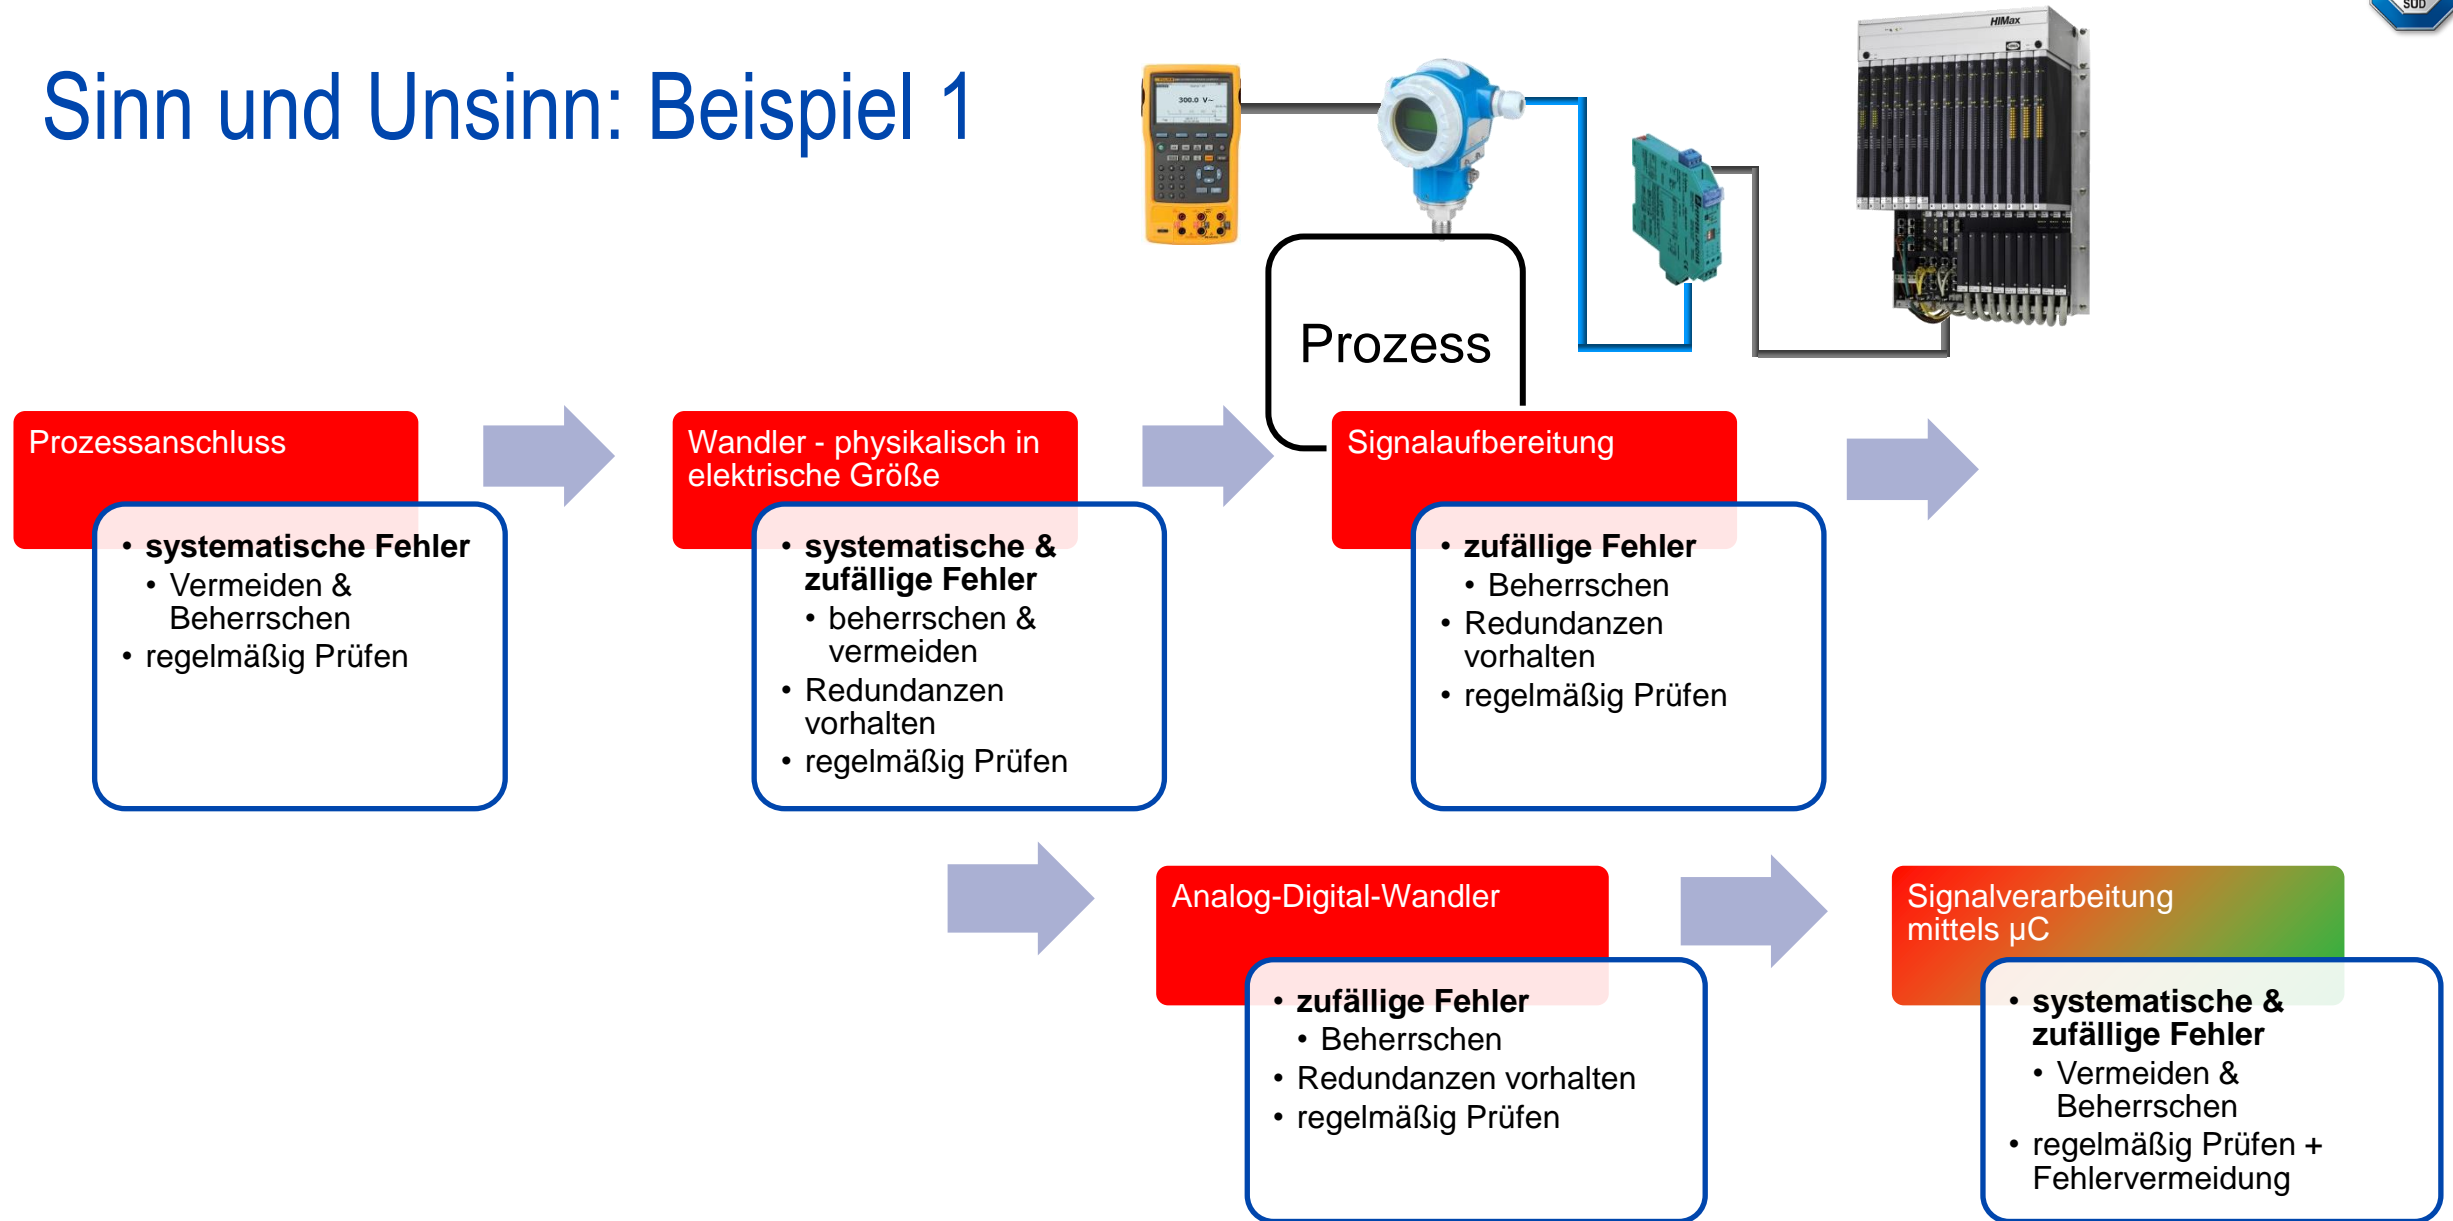 SÜD
HIMax
Sinn und Unsinn: Beispiel 1
300.0 V~
Prozess
Prozessanschluss
• systematische Fehler
• Vermeiden &
Beherrschen
• regelmäßig Prüfen
Wandler - physikalisch in
elektrische Größe
• systematische &
zufällige Fehler
• beherrschen &
vermeiden
• Redundanzen
vorhalten
• regelmäßig Prüfen
Signalaufbereitung
• zufällige Fehler
• Beherrschen
• Redundanzen
vorhalten
• regelmäßig Prüfen
Analog-Digital-Wandler
• zufällige Fehler
• Beherrschen
• Redundanzen vorhalten
• regelmäßig Prüfen
Signalverarbeitung
mittels µC
• systematische &
zufällige Fehler
• Vermeiden &
Beherrschen
• regelmäßig Prüfen +
Fehlervermeidung